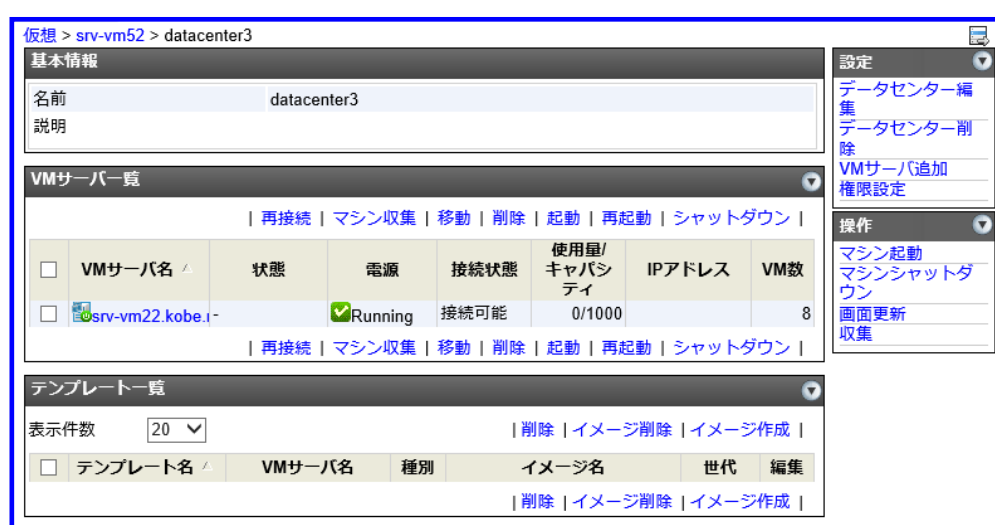 仮想 > srv-vm52 > datacenter3
基本情報
名前 datacenter3
説明
VMサーバ一覧
| 再接続 | マシン収集 | 移動 | 削除 | 起動 | 再起動 | シャットダウン |
VMサーバ名 状態 電源 接続状態 使用量/
キャパシ
ティ IPアドレス VM数
srv-vm22.kobe. - Running 接続可能 0/1000 8
| 再接続 | マシン収集 | 移動 | 削除 | 起動 | 再起動 | シャットダウン |
テンプレート一覧
表示件数 20 | 削除 | イメージ削除 | イメージ作成 |
テンプレート名 VMサーバ名 種別 イメージ名 世代 編集
| 削除 | イメージ削除 | イメージ作成 |
設定
データセンター編
集
データセンター削
除
VMサーバ追加
権限設定
操作
マシン起動
マシンシャットダ
ウン
画面更新
収集